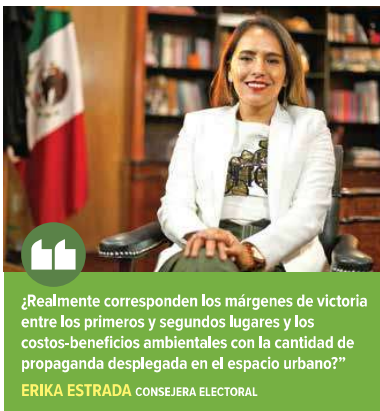 ¿Realmente corresponden los márgenes de victoria
entre los primeros y segundos lugares y los
costos-beneficios ambientales con la cantidad de
propaganda desplegada en el espacio urbano?”
ERIKA ESTRADA CONSEJERA ELECTORAL